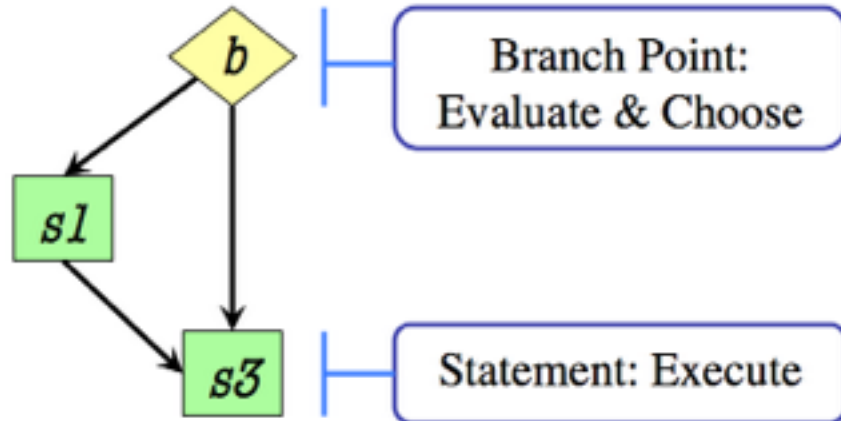 b
Branch Point:
Evaluate & Choose
s1
s3
Statement: Execute